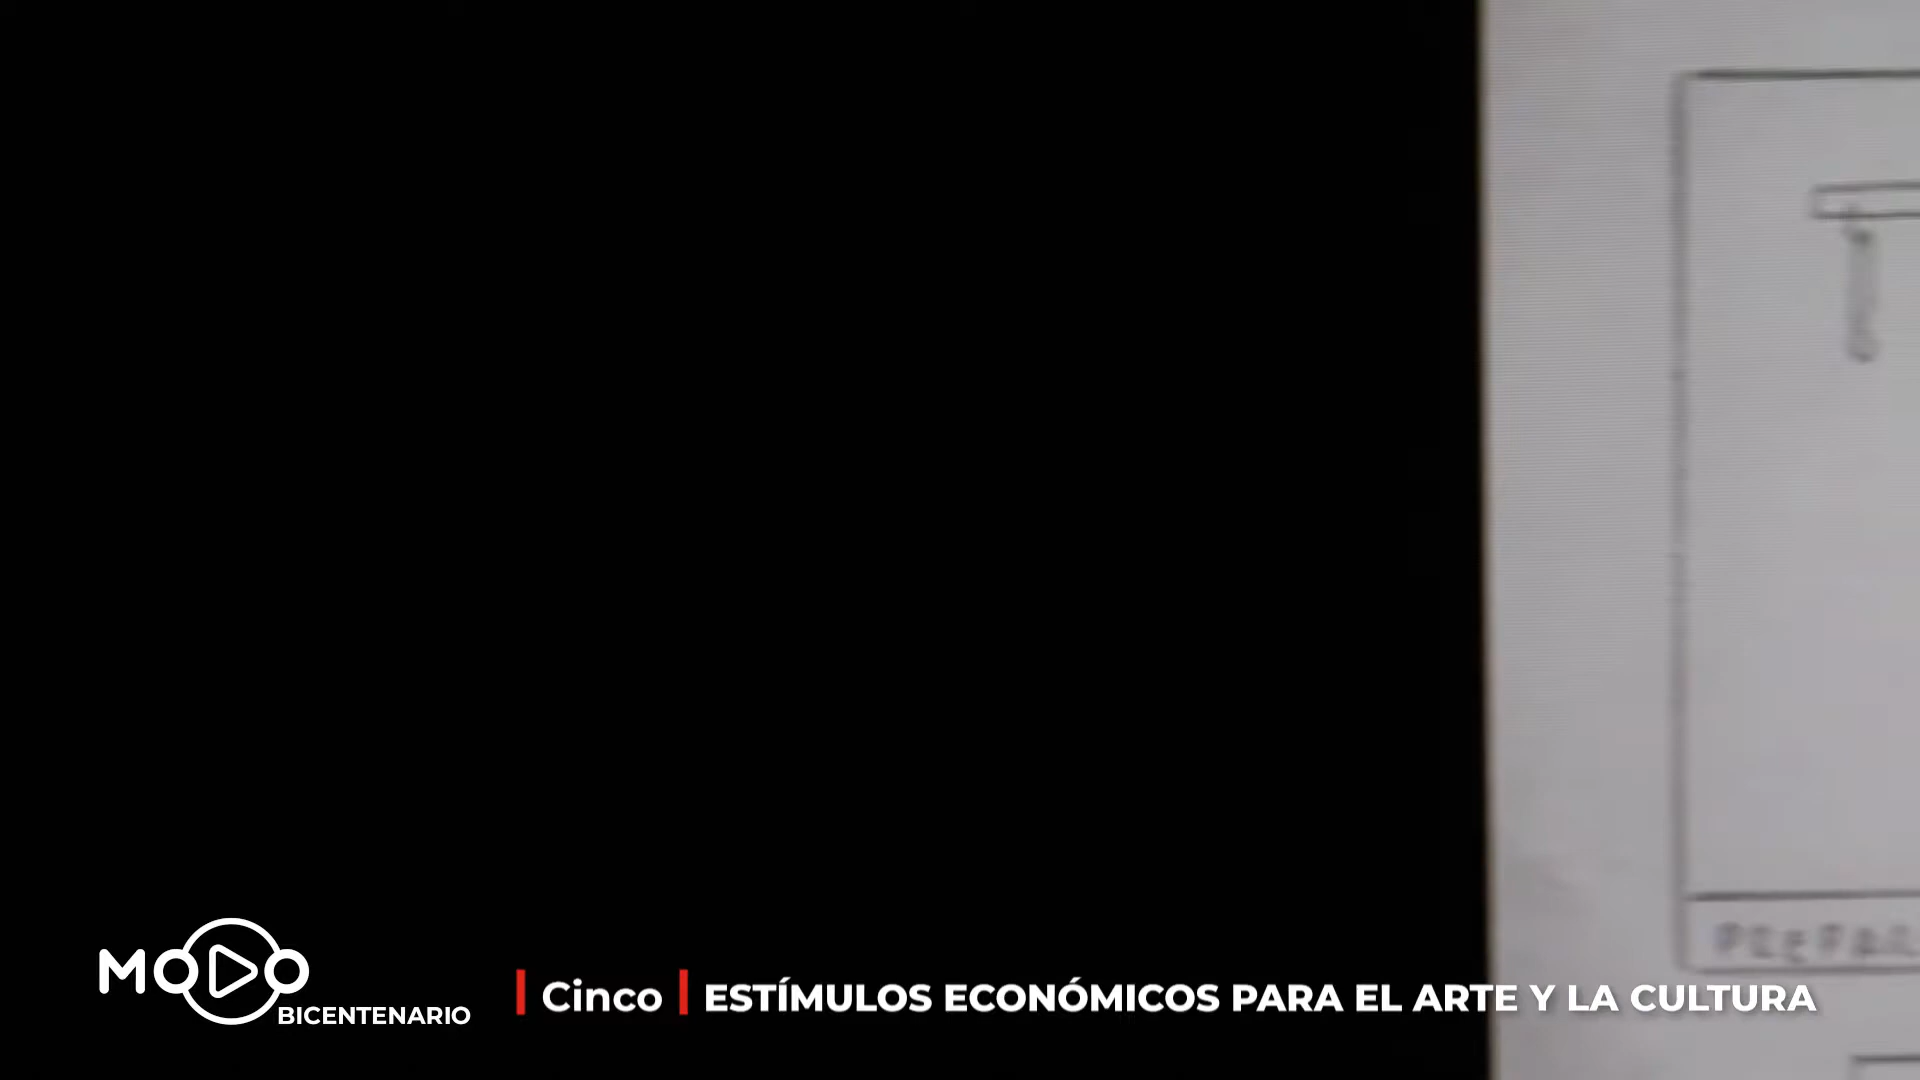 MODO
BICENTENARIO
Cinco
ESTÍMULOS ECONÓMICOS PARA EL ARTE Y LA CULTURA